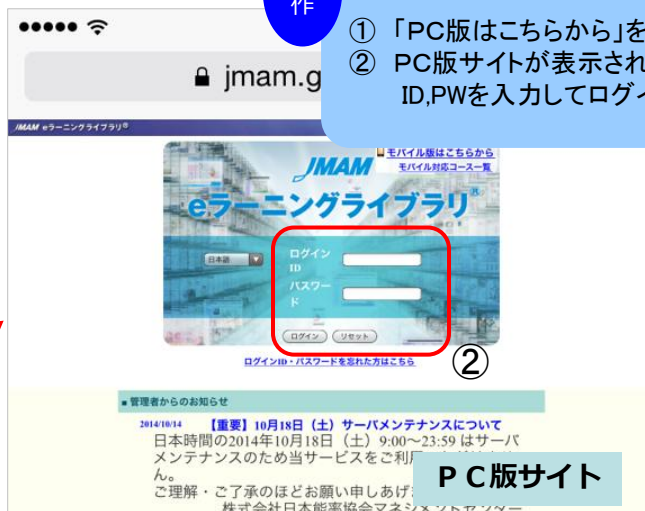 作
① 「PC版はこちらから」を
② PC版サイトが表示され
ID,PWを入力してログイ
jmam.g
JMAM eラーニングライブラリ®
モバイル版はこちらから
モバイル対応コース一覧
JMAM
eラーニングライブラリ®
日本語
ログイン
ID
パスワー
ド
ログイン リセット
ログインID・パスワードを忘れた方はこちら
②
■ 管理者からのお知らせ
2014/10/14 【重要】10月18日（土）サーバメンテナンスについて
日本時間の2014年10月18日（土）9:00～23:59 はサーバ
メンテナンスのため当サービスをご利用
ん。
ご理解・ご了承のほどお願い申しあげ
株式会社日本能率協会マネジメントセンター
ＰＣ版サイト